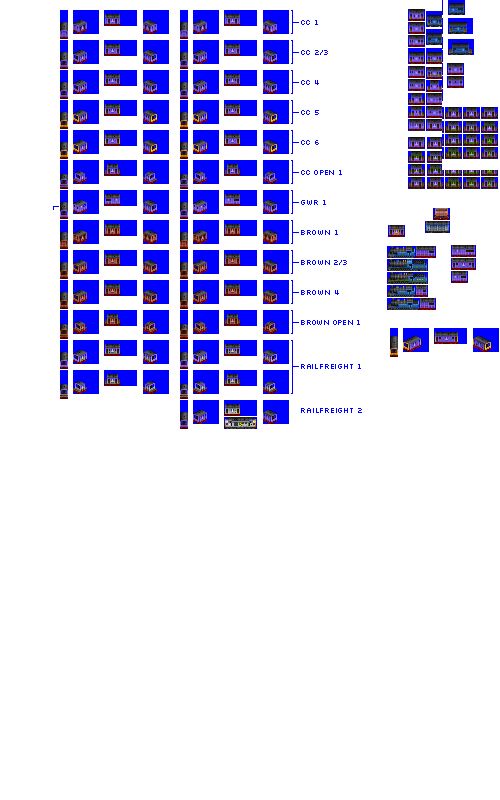 CC 1
CC 2/3
CC 4
CC 5
CC 6
CC OPEN 1
GWR 1
BROWN 1
BROWN 2/3
BROWN 4
BROWN OPEN 1
RAILFREIGHT 1
RAILFREIGHT 2